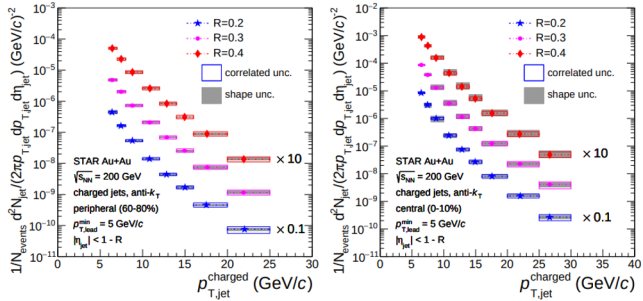 1/N_events d²N_jet/(2πp_T,jet dp_T,jet dη_jet) (GeV/c)⁻²
10⁻¹
10⁻²
10⁻³
10⁻⁴
10⁻⁵
10⁻⁶
10⁻⁷
10⁻⁸
10⁻⁹
10⁻¹⁰
10⁻¹¹
R=0.2
R=0.3
R=0.4
correlated unc.
shape unc.
× 10
× 0.1
STAR Au+Au
√s_NN = 200 GeV
charged jets, anti-k_T
peripheral (60-80%)
p_T,lead^min = 5 GeV/c
|η_jet| < 1 - R
0 5 10 15 20 25 30
p_T,jet^charged (GeV/c)
1/N_events d²N_jet/(2πp_T,jet dp_T,jet dη_jet) (GeV/c)⁻²
1
10⁻¹
10⁻²
10⁻³
10⁻⁴
10⁻⁵
10⁻⁶
10⁻⁷
10⁻⁸
10⁻⁹
10⁻¹⁰
10⁻¹¹
R=0.2
R=0.3
R=0.4
correlated unc.
shape unc.
× 10
× 0.1
STAR Au+Au
√s_NN = 200 GeV
charged jets, anti-k_T
central (0-10%)
p_T,lead^min = 5 GeV/c
|η_jet| < 1 - R
0 5 10 15 20 25 30 35 40
p_T,jet^charged (GeV/c)